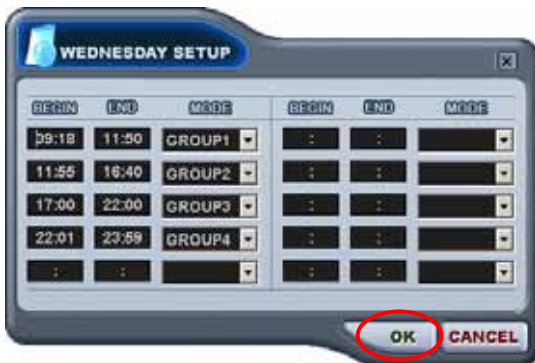 WEDNESDAY SETUP
BEGIN END MODE BEGIN END MODE
09:18 11:50 GROUP1 : :
11:55 16:40 GROUP2 : :
17:00 22:00 GROUP3 : :
22:01 23:59 GROUP4 : :
: : : :
OK CANCEL